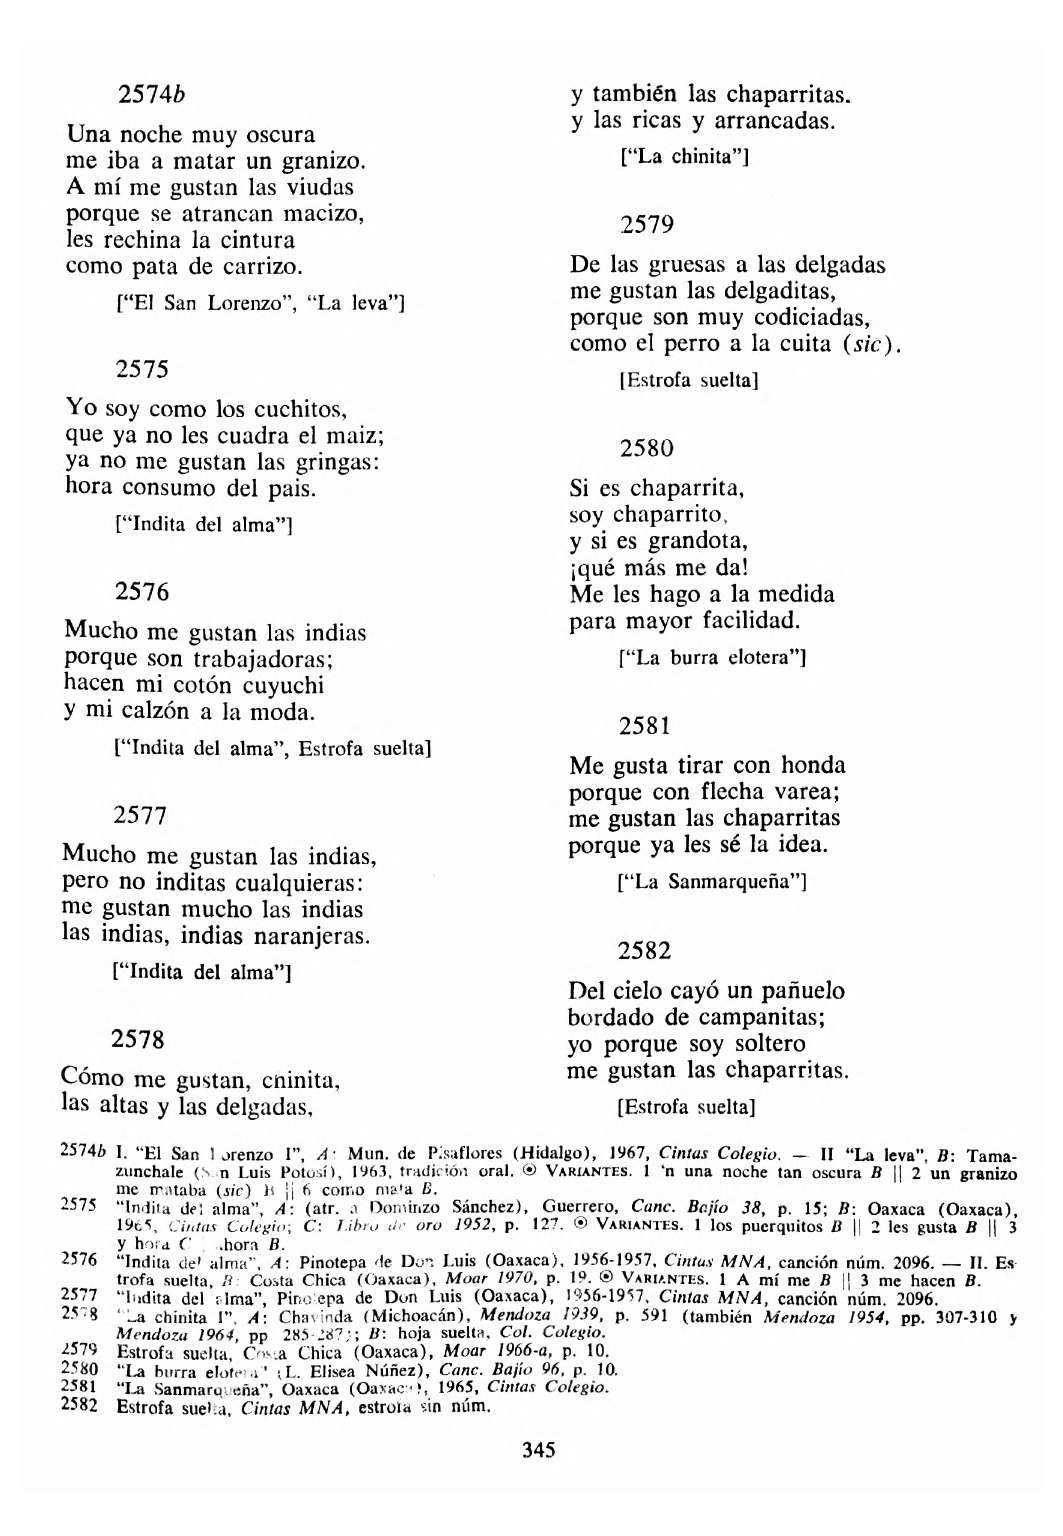 2574b
Una noche muy oscura
me iba a matar un granizo.
A mí me gustan las viudas
porque se atrancan macizo,
les rechina la cintura
como pata de carrizo.
["El San Lorenzo", "La leva"]
2575
Yo soy como los cuchitos,
que ya no les cuadra el maiz;
ya no me gustan las gringas:
hora consumo del pais.
["Indita del alma"]
2576
Mucho me gustan las indias
porque son trabajadoras;
hacen mi cotón cuyuchi
y mi calzón a la moda.
["Indita del alma", Estrofa suelta]
2577
Mucho me gustan las indias,
pero no inditas cualquieras:
me gustan mucho las indias
las indias, indias naranjeras.
["Indita del alma"]
2578
Cómo me gustan, chinita,
las altas y las delgadas,
y también las chaparritas.
y las ricas y arrancadas.
["La chinita"]
2579
De las gruesas a las delgadas
me gustan las delgaditas,
porque son muy codiciadas,
como el perro a la cuita (sic).
[Estrofa suelta]
2580
Si es chaparrita,
soy chaparrito,
y si es grandota,
¡qué más me da!
Me les hago a la medida
para mayor facilidad.
["La burra elotera"]
2581
Me gusta tirar con honda
porque con flecha varea;
me gustan las chaparritas
porque ya les sé la idea.
["La Sanmarqueña"]
2582
Del cielo cayó un pañuelo
bordado de campanitas;
yo porque soy soltero
me gustan las chaparritas.
[Estrofa suelta]
2574b I. "El San Lorenzo I", A: Mun. de Pisaflores (Hidalgo), 1967, Cintas Colegio. — II "La leva", B: Tama-
zunchale (San Luis Potosí), 1963, tradición oral. ⊙ VARIANTES. 1 'n una noche tan oscura B || 2 un granizo
me mataba (sic) B || 6 como mata B.
2575 "Indita del alma", A: (atr. a Domingo Sánchez), Guerrero, Canc. Bajío 38, p. 15; B: Oaxaca (Oaxaca),
1965, Cintas Colegio; C: Libro de oro 1952, p. 127. ⊙ VARIANTES. 1 los puerquitos B || 2 les gusta B || 3
y hora C ahora B.
2576 "Indita del alma", A: Pinotepa de Don Luis (Oaxaca), 1956-1957, Cintas MNA, canción núm. 2096. — II. Es-
trofa suelta, B: Costa Chica (Oaxaca), Moar 1970, p. 19. ⊙ VARIANTES. 1 A mí me B || 3 me hacen B.
2577 "Indita del alma", Pinotepa de Don Luis (Oaxaca), 1956-1957, Cintas MNA, canción núm. 2096.
2578 "La chinita I", A: Chavinda (Michoacán), Mendoza 1939, p. 591 (también Mendoza 1954, pp. 307-310 y
Mendoza 1964, pp 285-287); B: hoja suelta, Col. Colegio.
2579 Estrofa suelta, Costa Chica (Oaxaca), Moar 1966-a, p. 10.
2580 "La burra elotera" (L. Elisea Núñez), Canc. Bajío 96, p. 10.
2581 "La Sanmarqueña", Oaxaca (Oaxaca), 1965, Cintas Colegio.
2582 Estrofa suelta, Cintas MNA, estrofa sin núm.
345